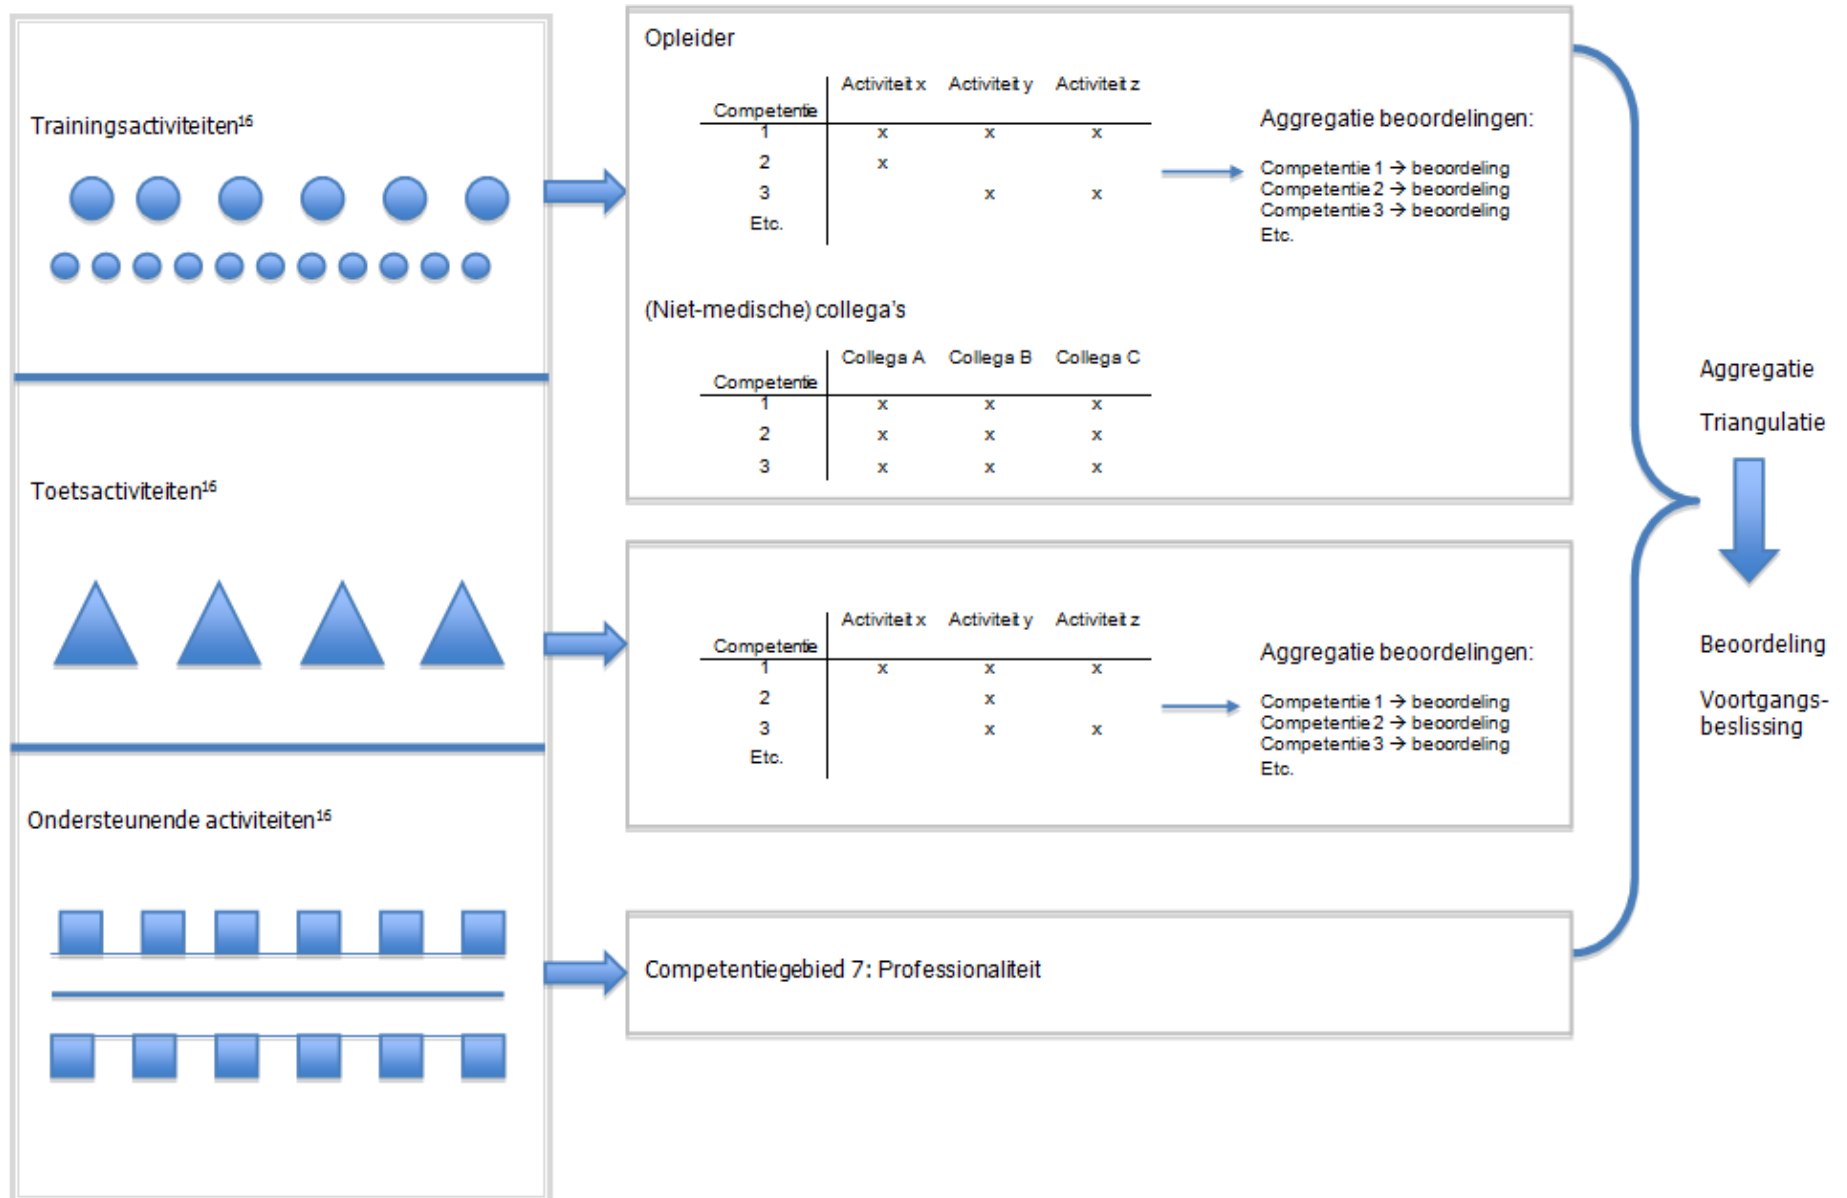 Trainingsactiviteiten¹⁶
Toetsactiviteiten¹⁶
Ondersteunende activiteiten¹⁶
Opleider
Activiteit x Activiteit y Activiteit z
Competentie
1 x x x
2 x
3 x x
Etc.
Aggregatie beoordelingen:
Competentie 1 → beoordeling
Competentie 2 → beoordeling
Competentie 3 → beoordeling
Etc.
(Niet-medische) collega's
Collega A Collega B Collega C
Competentie
1 x x x
2 x x x
3 x x x
Activiteit x Activiteit y Activiteit z
Competentie
1 x x x
2 x
3 x x
Etc.
Aggregatie beoordelingen:
Competentie 1 → beoordeling
Competentie 2 → beoordeling
Competentie 3 → beoordeling
Etc.
Competentiegebied 7: Professionaliteit
Aggregatie
Triangulatie
Beoordeling
Voortgangs-
beslissing